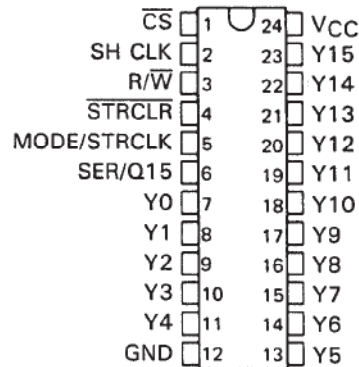 C̅S̅ 1 24 VCC
SH CLK 2 23 Y15
R/W̅ 3 22 Y14
S̅T̅R̅C̅L̅R̅ 4 21 Y13
MODE/STRCLK 5 20 Y12
SER/Q15 6 19 Y11
Y0 7 18 Y10
Y1 8 17 Y9
Y2 9 16 Y8
Y3 10 15 Y7
Y4 11 14 Y6
GND 12 13 Y5